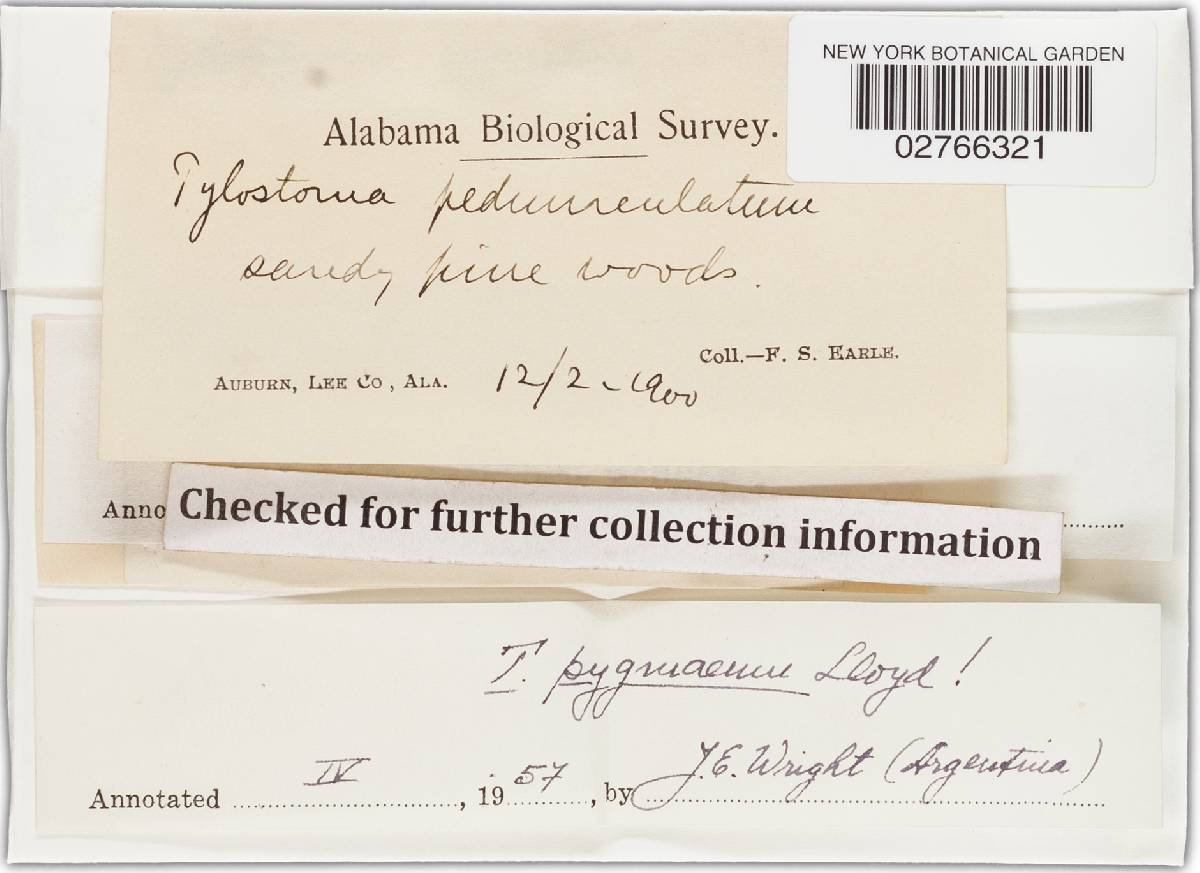 NEW YORK BOTANICAL GARDEN
02766321
Alabama Biological Survey.
Tylostoma pedunculatum
sandy pine woods.
Coll.—F. S. Earle.
Auburn, Lee Co, Ala. 12/2-1900
Anno
Checked for further collection information
T. pygmaeum Lloyd!
Annotated IV, 1957, by J. E. Wright (Argentina)